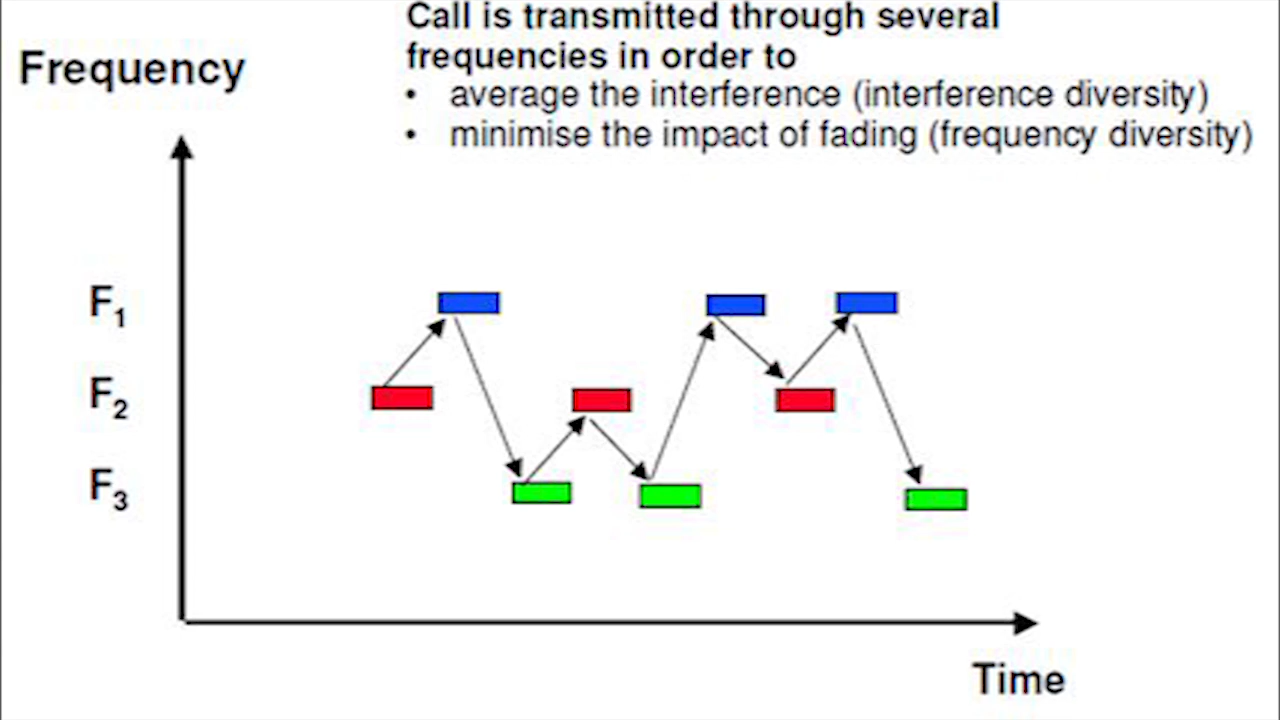 Call is transmitted through several
frequencies in order to
• average the interference (interference diversity)
• minimise the impact of fading (frequency diversity)
Frequency
F1
F2
F3
Time